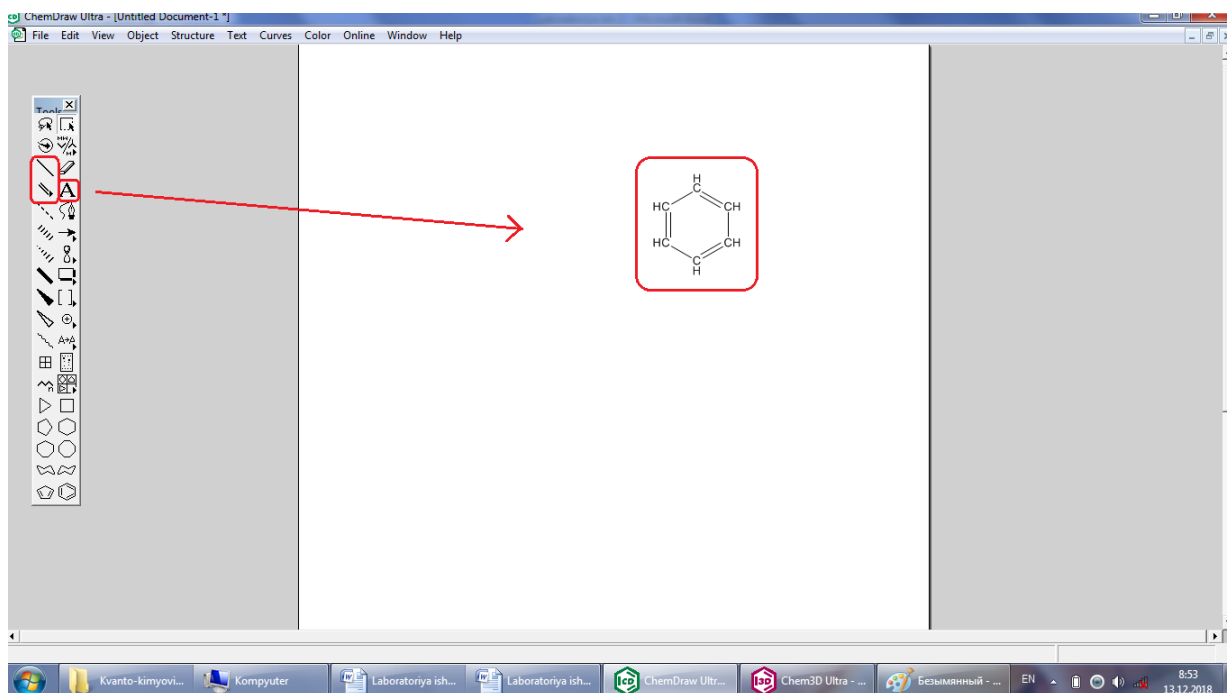 ChemDraw Ultra - [Untitled Document-1 *]
File Edit View Object Structure Text Curves Color Online Window Help
Tools
A
H
C
HC CH
HC CH
C
H
Kvanto-kimyovi... Kompyuter Laboratoriya ish... Laboratoriya ish... ChemDraw Ultr... Chem3D Ultra - ... Безымянный - ... EN 8:53
13.12.2018